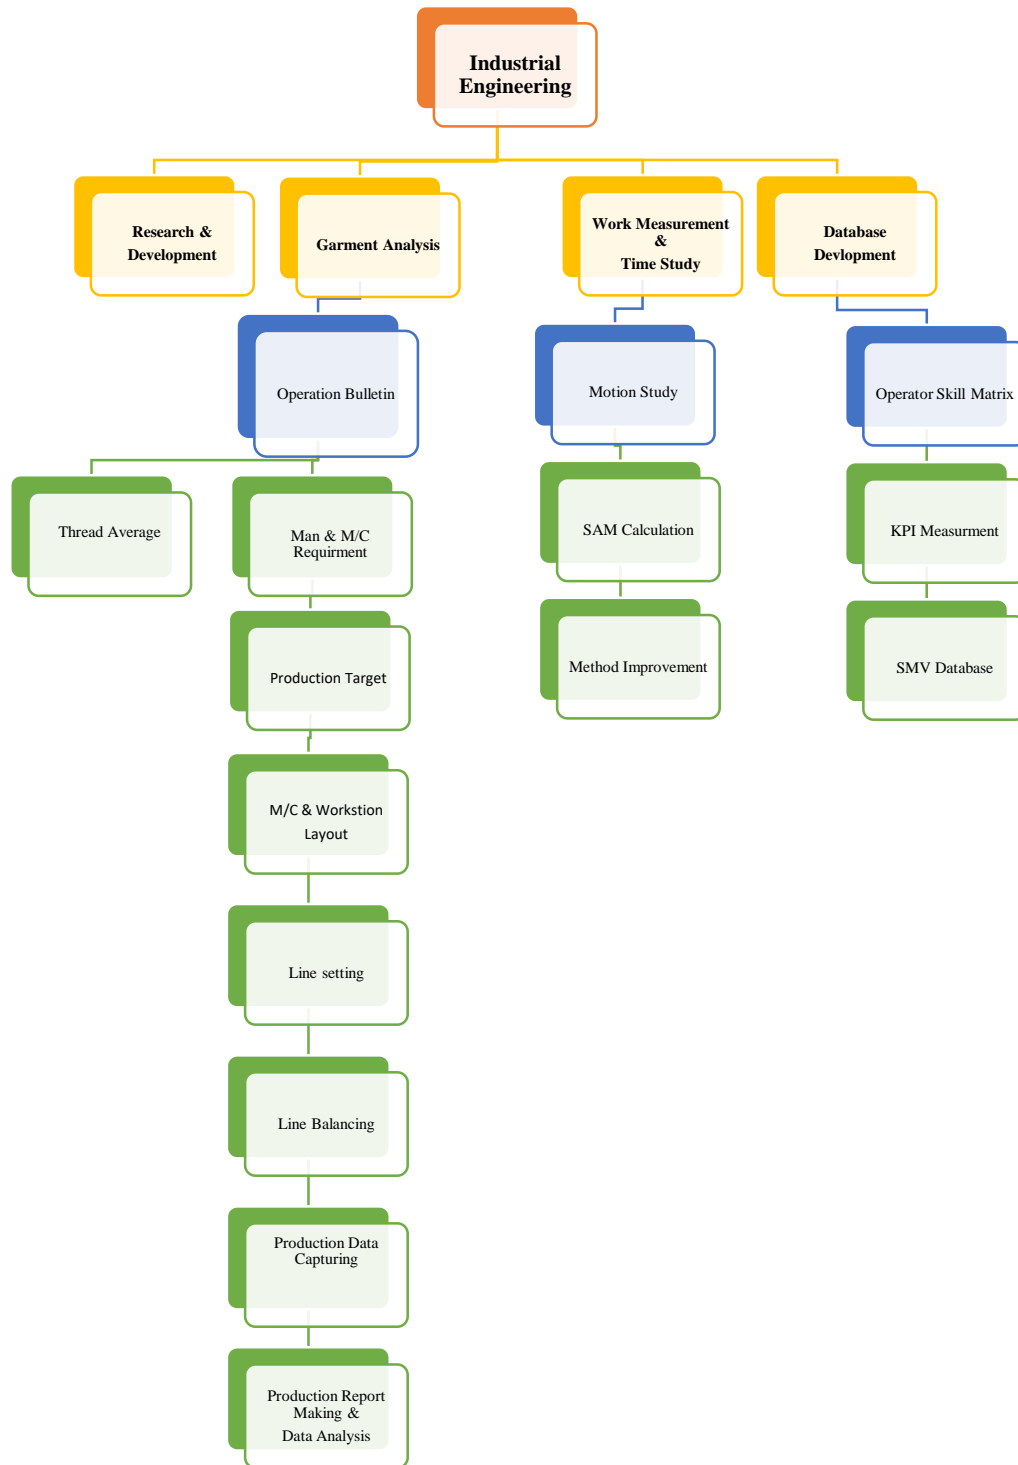 Industrial
Engineering
Research &
Development
Garment Analysis
Work Measurement
&
Time Study
Database
Devlopment
Operation Bulletin
Motion Study
Operator Skill Matrix
Thread Average
Man & M/C
Requirment
SAM Calculation
KPI Measurment
Production Target
Method Improvement
SMV Database
M/C & Workstion
Layout
Line setting
Line Balancing
Production Data
Capturing
Production Report
Making &
Data Analysis